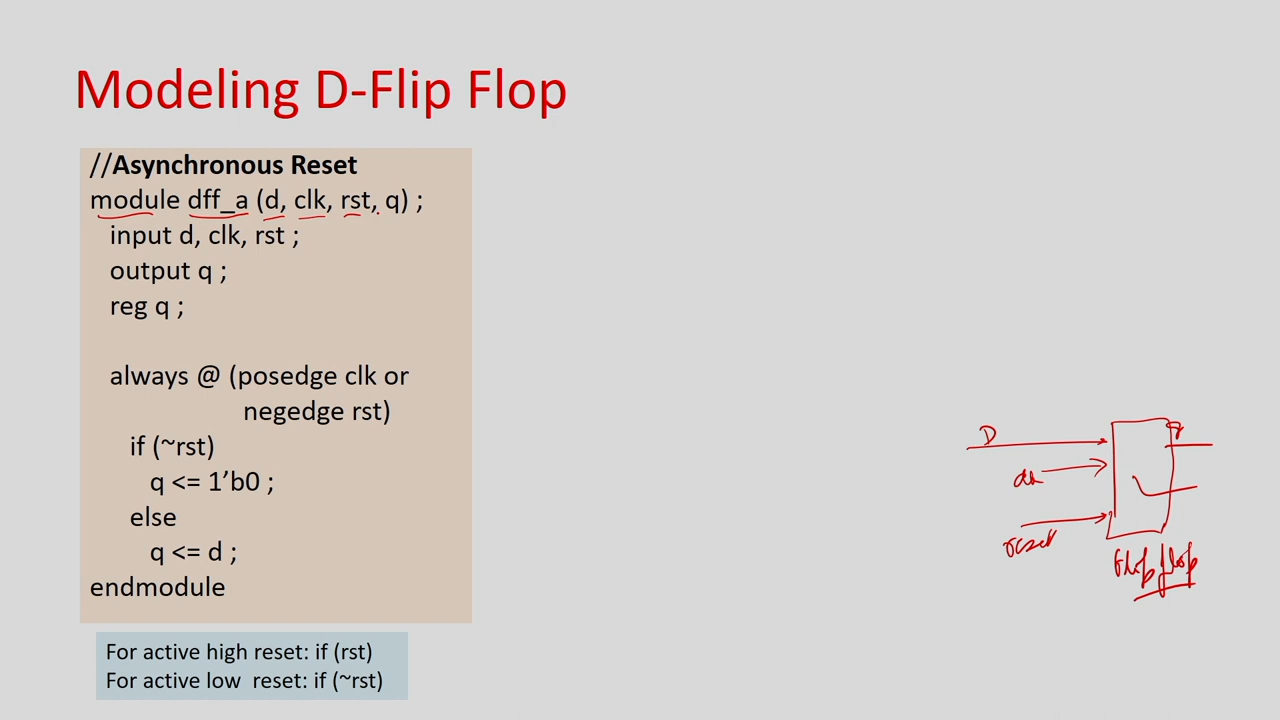 Modeling D-Flip Flop
//Asynchronous Reset
module dff_a (d, clk, rst, q) ;
input d, clk, rst ;
output q ;
reg q ;
always @ (posedge clk or
negedge rst)
if (~rst)
q <= 1’b0 ;
else
q <= d ;
endmodule
For active high reset: if (rst)
For active low  reset: if (~rst)
D
q
reset
flop